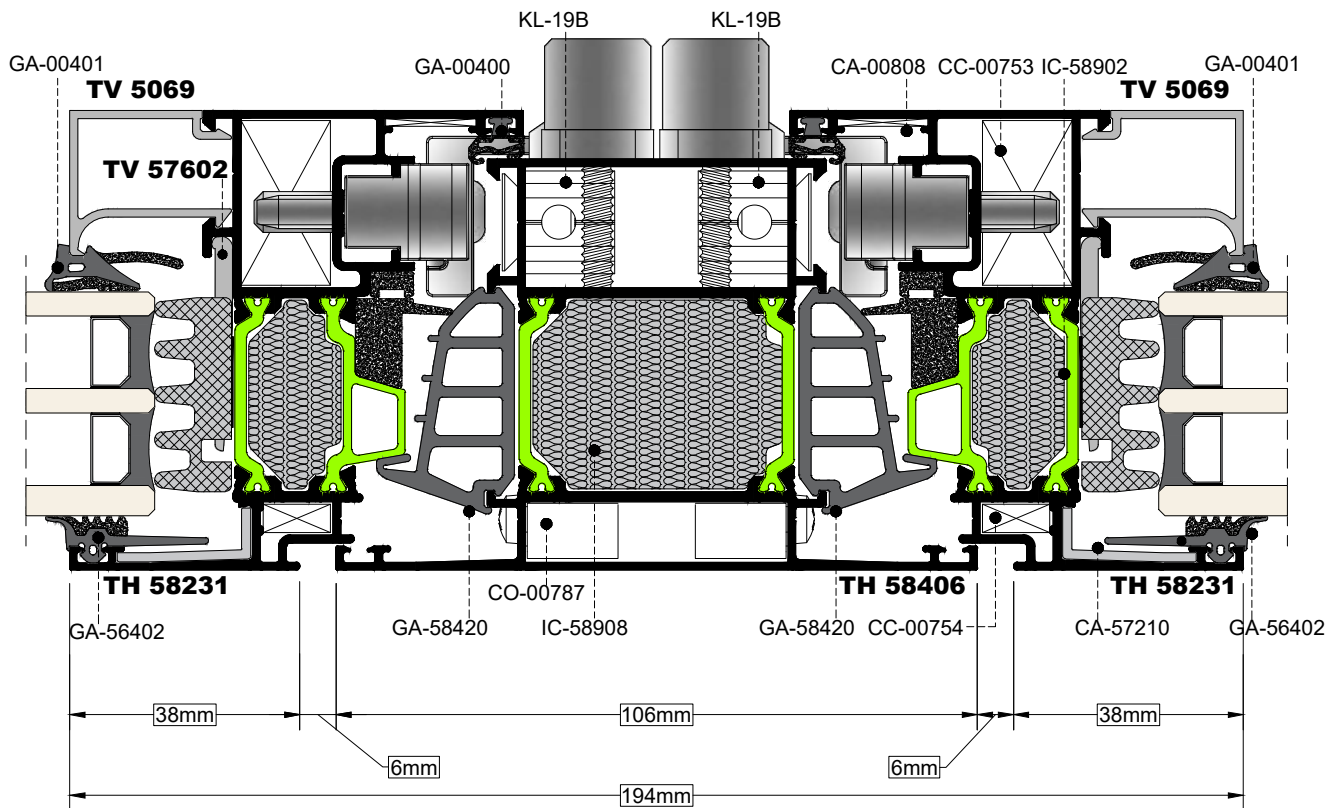 KL-19B
KL-19B
GA-00401
GA-00400
CA-00808
CC-00753
IC-58902
GA-00401
TV 5069
TV 5069
TV 57602
TH 58231
CO-00787
TH 58406
TH 58231
GA-56402
GA-58420
IC-58908
GA-58420
CC-00754
CA-57210
GA-56402
38mm
106mm
38mm
6mm
6mm
194mm